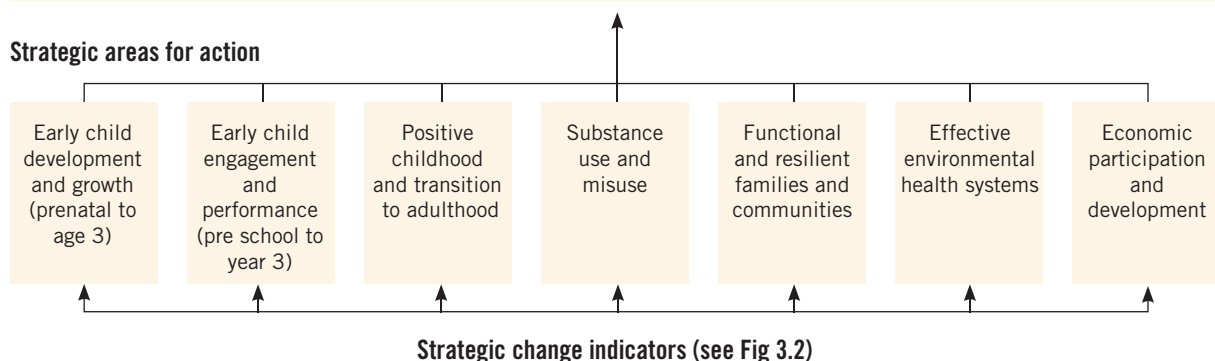 Strategic areas for action
Early child
development
and growth
(prenatal to
age 3)
Early child
engagement
and
performance
(pre school to
year 3)
Positive
childhood
and transition
to adulthood
Substance
use and
misuse
Functional
and resilient
families and
communities
Effective
environmental
health systems
Economic
participation
and
development
Strategic change indicators (see Fig 3.2)